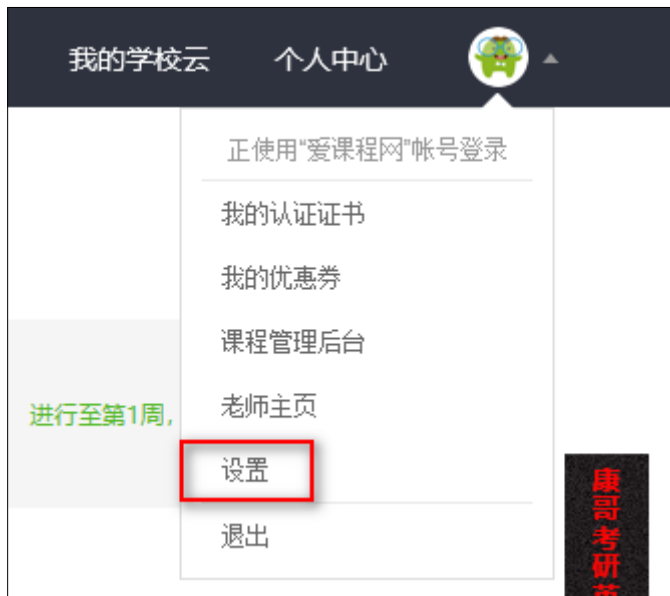 我的学校云 个人中心
正使用“爱课程网”帐号登录
我的认证证书
我的优惠券
课程管理后台
老师主页
进行至第1周,
设置
退出
康哥考研英